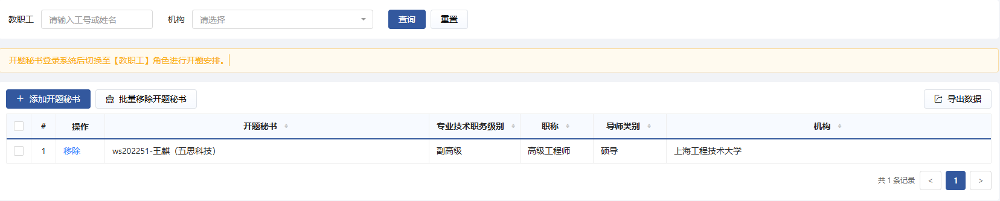 教职工 请输入工号或姓名 机构 请选择 查询 重置
开题秘书登录系统后切换至【教职工】角色进行开题安排。
+ 添加开题秘书 批量移除开题秘书 导出数据
# 操作 开题秘书 专业技术职务级别 职称 导师类别 机构
1 移除 ws202251-王麒（五思科技） 副高级 高级工程师 硕导 上海工程技术大学
共 1 条记录 < 1 >